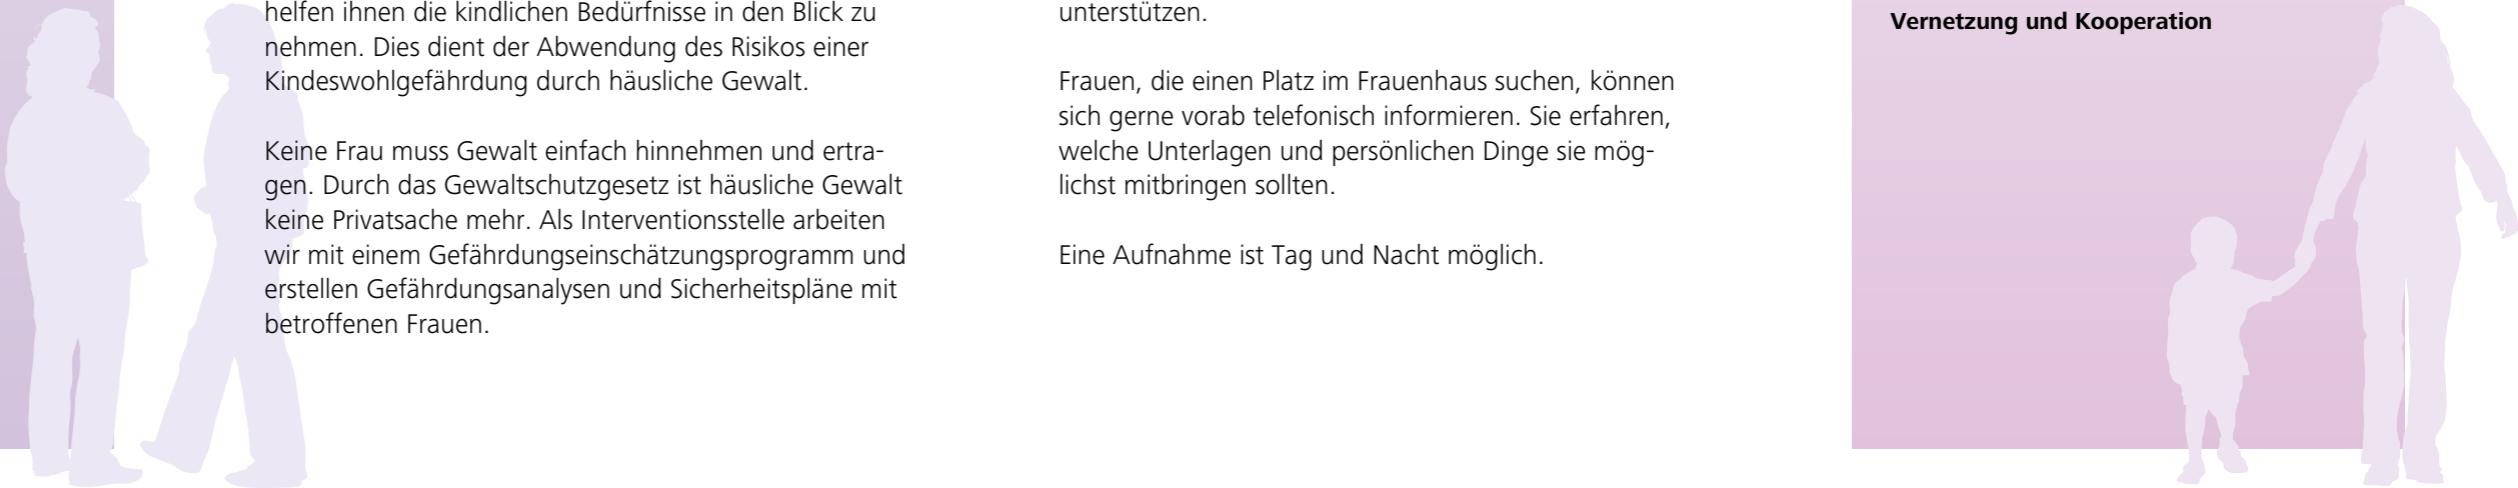 helfen ihnen die kindlichen Bedürfnisse in den Blick zu
nehmen. Dies dient der Abwendung des Risikos einer
Kindeswohlgefährdung durch häusliche Gewalt.
Keine Frau muss Gewalt einfach hinnehmen und ertra-
gen. Durch das Gewaltschutzgesetz ist häusliche Gewalt
keine Privatsache mehr. Als Interventionsstelle arbeiten
wir mit einem Gefährdungseinschätzungsprogramm und
erstellen Gefährdungsanalysen und Sicherheitspläne mit
betroffenen Frauen.
unterstützen.
Frauen, die einen Platz im Frauenhaus suchen, können
sich gerne vorab telefonisch informieren. Sie erfahren,
welche Unterlagen und persönlichen Dinge sie mög-
lichst mitbringen sollten.
Eine Aufnahme ist Tag und Nacht möglich.
Vernetzung und Kooperation